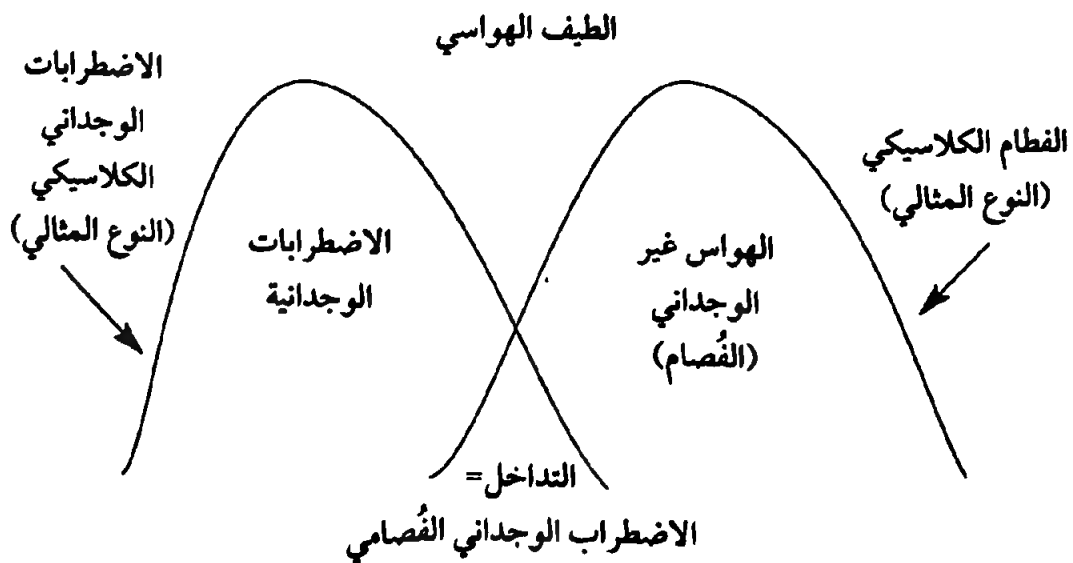 الطيف الهواسي
الاضطرابات
الوجداني
الكلاسيكي
(النوع المثالي)
الفطام الكلاسيكي
(النوع المثالي)
الاضطرابات
الوجدانية
الهواس غير
الوجداني
(الفُصام)
التداخل=
الاضطراب الوجداني الفُصامي